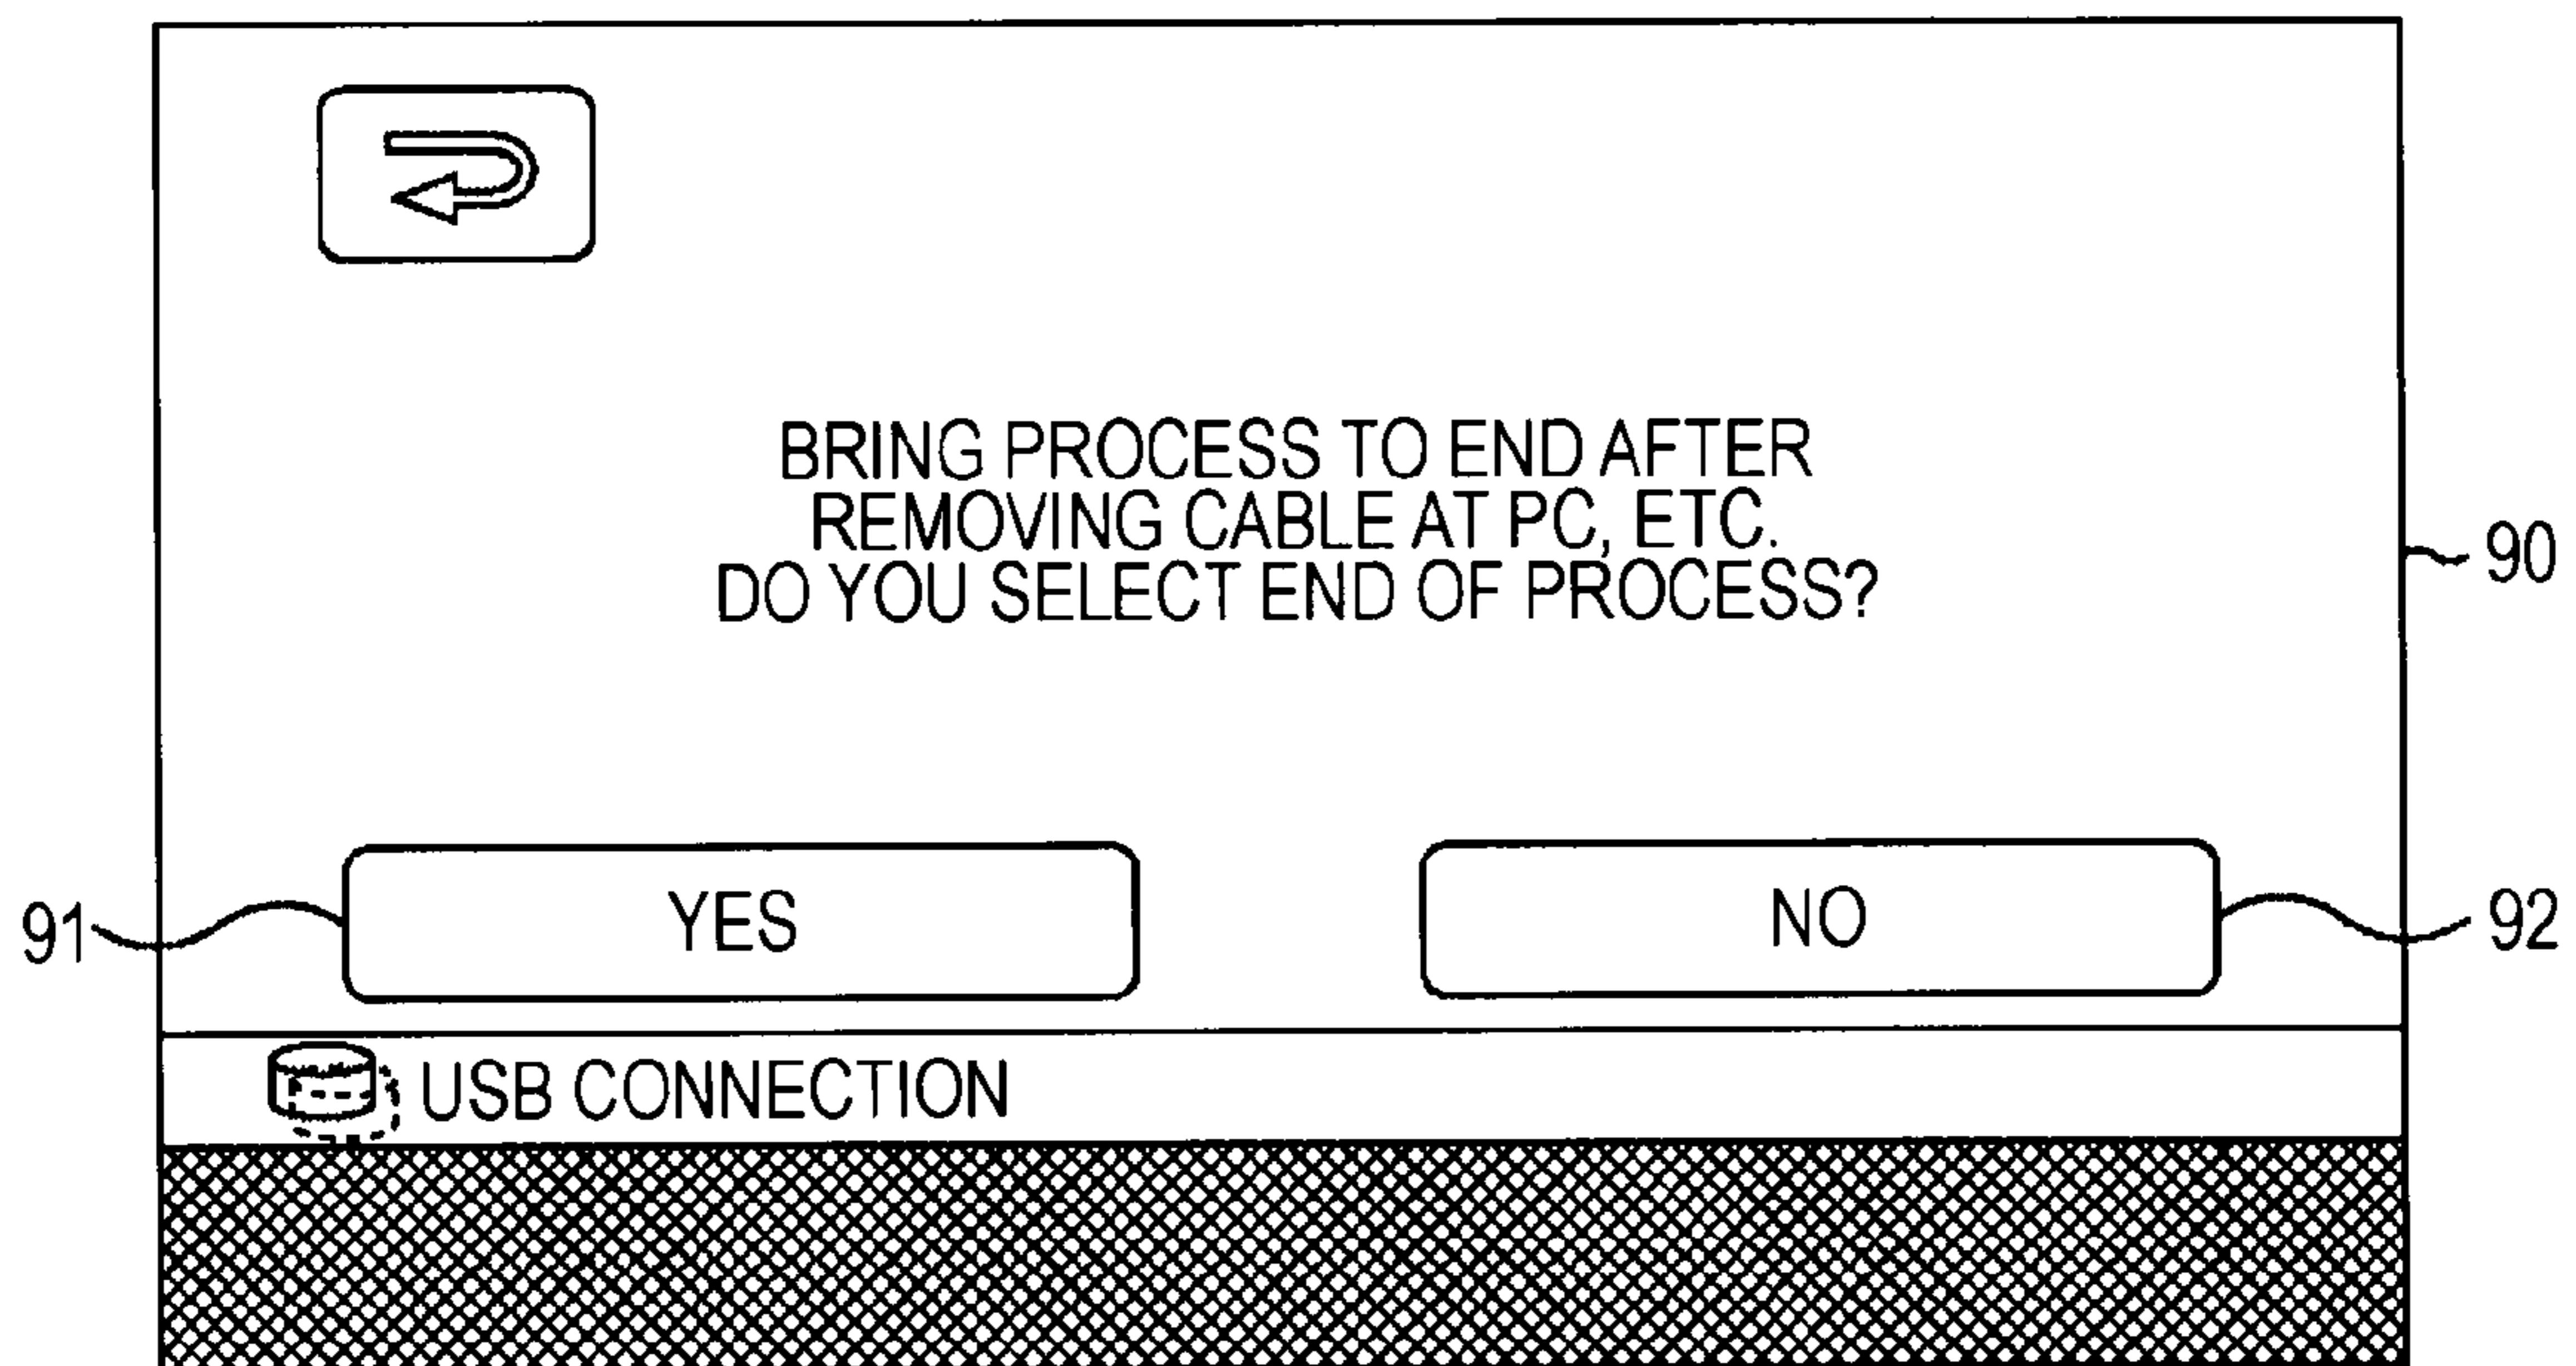 BRING PROCESS TO END AFTER
REMOVING CABLE AT PC, ETC.
DO YOU SELECT END OF PROCESS?
90
91
YES
NO
92
USB CONNECTION